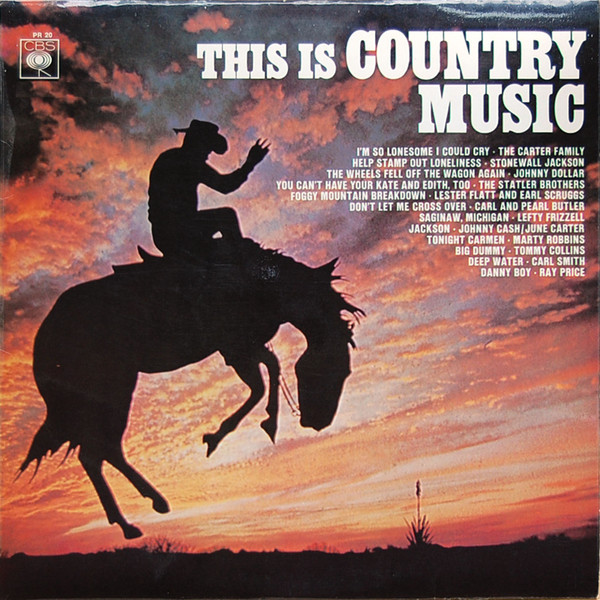 PR 20
CBS
THIS IS COUNTRY
MUSIC
I'M SO LONESOME I COULD CRY · THE CARTER FAMILY
HELP STAMP OUT LONELINESS · STONEWALL JACKSON
THE WHEELS FELL OFF THE WAGON AGAIN · JOHNNY DOLLAR
YOU CAN'T HAVE YOUR KATE AND EDITH, TOO · THE STATLER BROTHERS
FOGGY MOUNTAIN BREAKDOWN · LESTER FLATT AND EARL SCRUGGS
DON'T LET ME CROSS OVER · CARL AND PEARL BUTLER
SAGINAW, MICHIGAN · LEFTY FRIZZELL
JACKSON · JOHNNY CASH/JUNE CARTER
TONIGHT CARMEN · MARTY ROBBINS
BIG DUMMY · TOMMY COLLINS
DEEP WATER · CARL SMITH
DANNY BOY · RAY PRICE